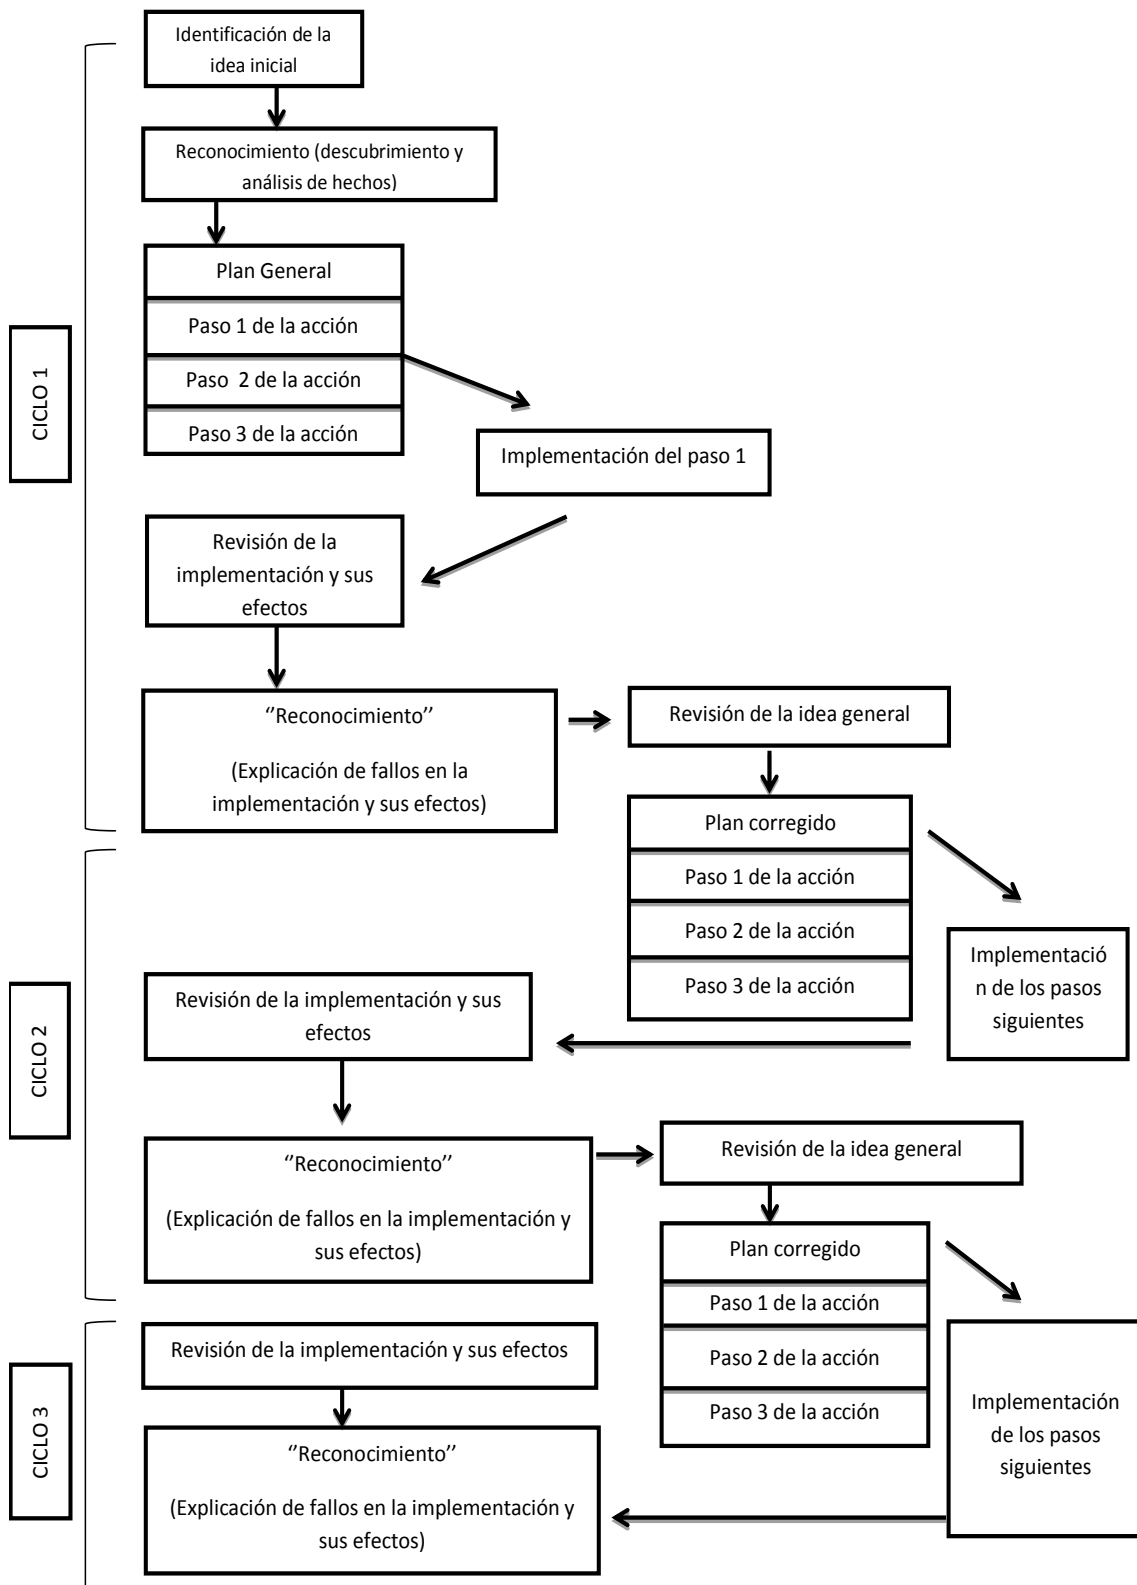 Identificación de la
idea inicial
Reconocimiento (descubrimiento y
análisis de hechos)
Plan General
Paso 1 de la acción
Paso  2 de la acción
Paso 3 de la acción
CICLO 1
Implementación del paso 1
Revisión de la
implementación y sus
efectos
“Reconocimiento”
(Explicación de fallos en la
implementación y sus efectos)
Revisión de la idea general
Plan corregido
Paso 1 de la acción
Paso 2 de la acción
Paso 3 de la acción
Implementació
n de los pasos
siguientes
CICLO 2
Revisión de la implementación y sus
efectos
“Reconocimiento”
(Explicación de fallos en la implementación y
sus efectos)
Revisión de la idea general
Plan corregido
Paso 1 de la acción
Paso 2 de la acción
Paso 3 de la acción
Implementación
de los pasos
siguientes
CICLO 3
Revisión de la implementación y sus efectos
“Reconocimiento”
(Explicación de fallos en la implementación y
sus efectos)